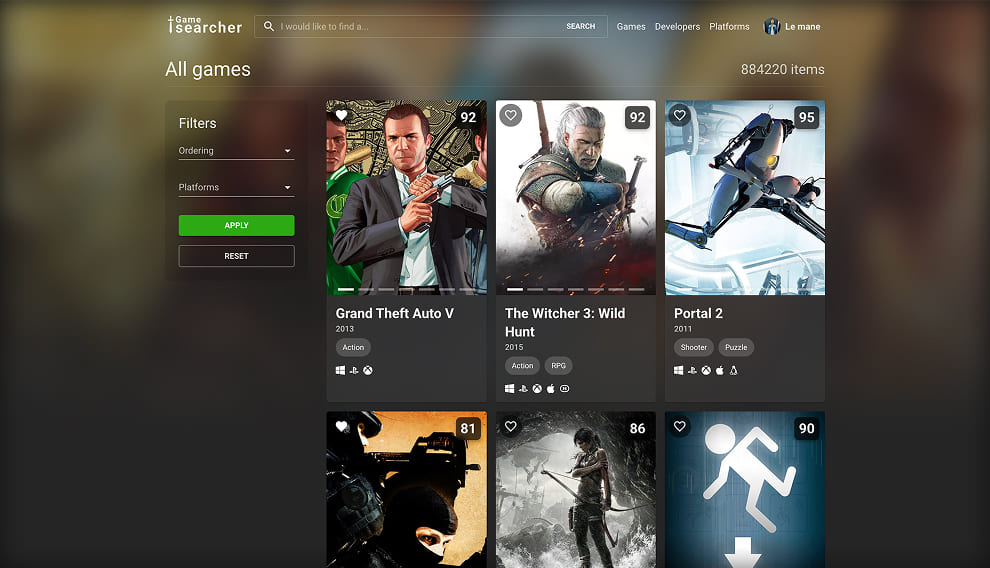 Game
searcher
I would like to find a...
SEARCH
Games
Developers
Platforms
Le mane
All games
884220 items
Filters
Ordering
Platforms
APPLY
RESET
92
Grand Theft Auto V
2013
Action
92
The Witcher 3: Wild
Hunt
2015
Action
RPG
95
Portal 2
2011
Shooter
Puzzle
81
86
90